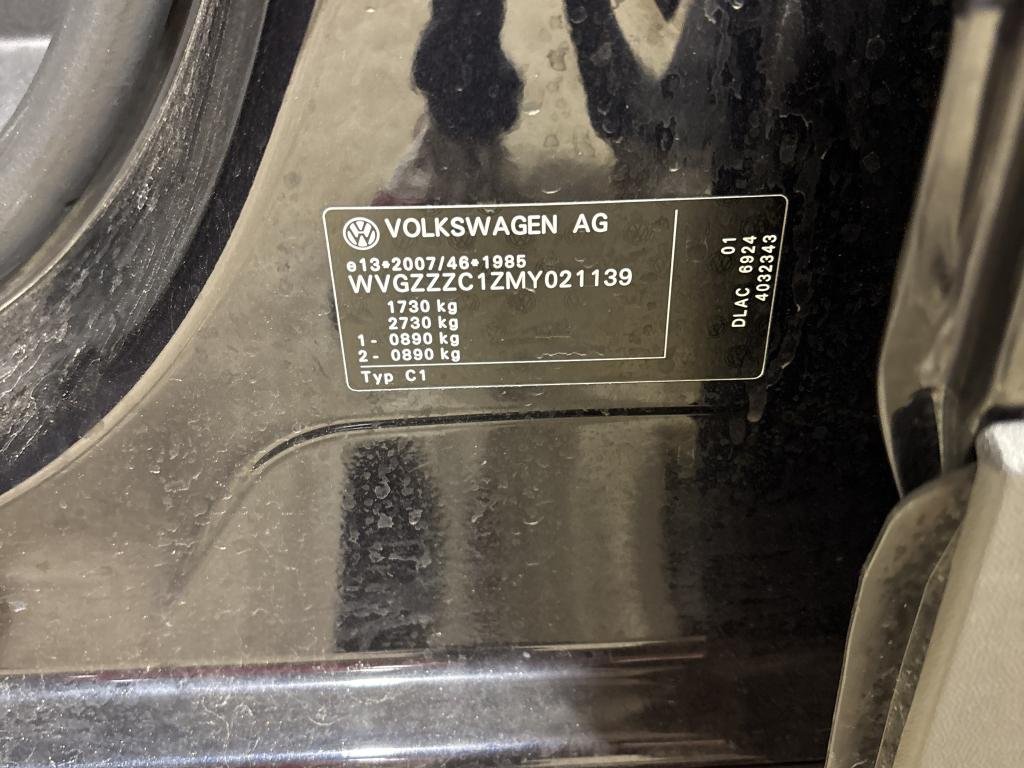 VOLKSWAGEN AG
e13*2007/46*1985
WVGZZZC1ZMY021139
1730 kg
2730 kg
1- 0890 kg
2- 0890 kg
Typ C1
01
DLAC 6924
4032343